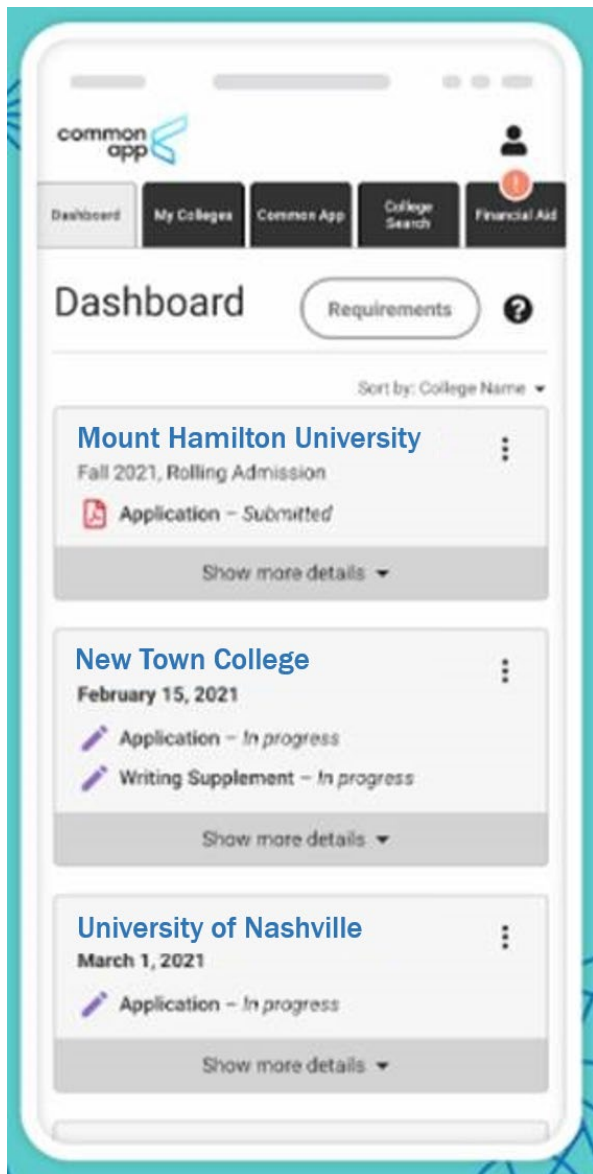 common
app
Dashboard
My Colleges
Common App
College
Search
!
Financial Aid
Dashboard
Requirements
?
Sort by: College Name
Mount Hamilton University
Fall 2021, Rolling Admission
Application – Submitted
Show more details
New Town College
February 15, 2021
Application – In progress
Writing Supplement – In progress
Show more details
University of Nashville
March 1, 2021
Application – In progress
Show more details